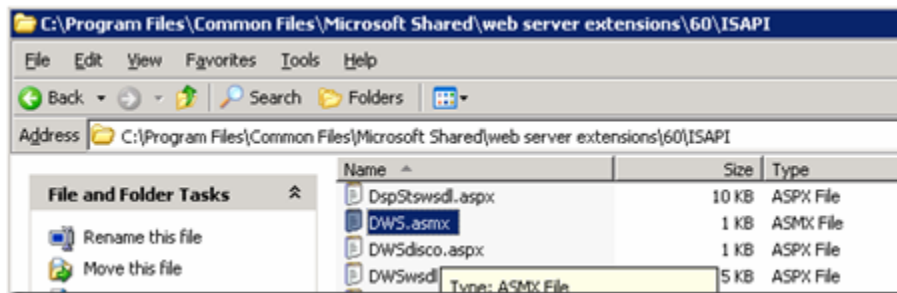 C:\Program Files\Common Files\Microsoft Shared\web server extensions\60\ISAPI
File Edit View Favorites Tools Help
Back Search Folders
Address C:\Program Files\Common Files\Microsoft Shared\web server extensions\60\ISAPI
Name Size Type
File and Folder Tasks
DspStswsdl.aspx 10 KB ASPX File
DWS.asmx 1 KB ASMX File
Rename this file
DWSdisco.aspx 1 KB ASPX File
Move this file
DWSwsdl 5 KB ASPX File
Type: ASMX File